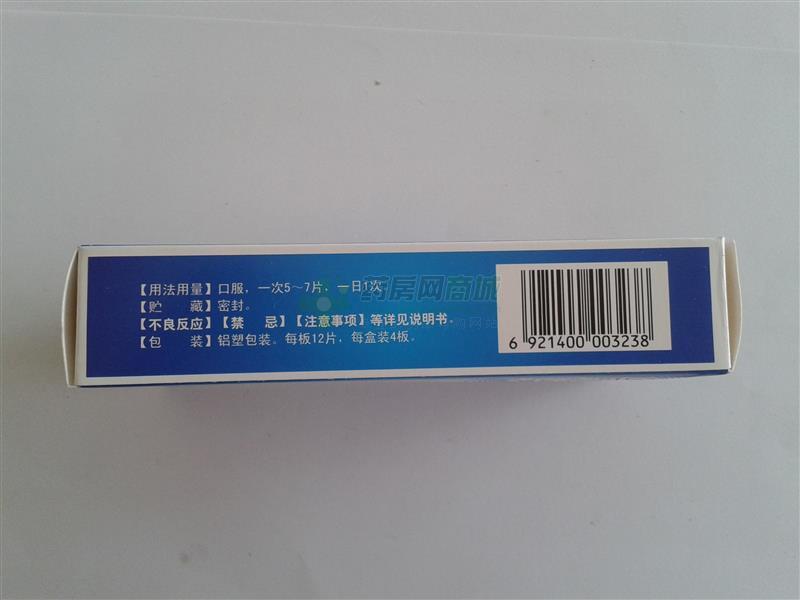 【用法用量】口服，一次5～7片，一日1次。
【贮　　藏】密封。
【不良反应】【禁　忌】【注意事项】等详见说明书。
【包　　装】铝塑包装。每板12片，每盒装4板。
药房网商城
购网站
6 921400 003238